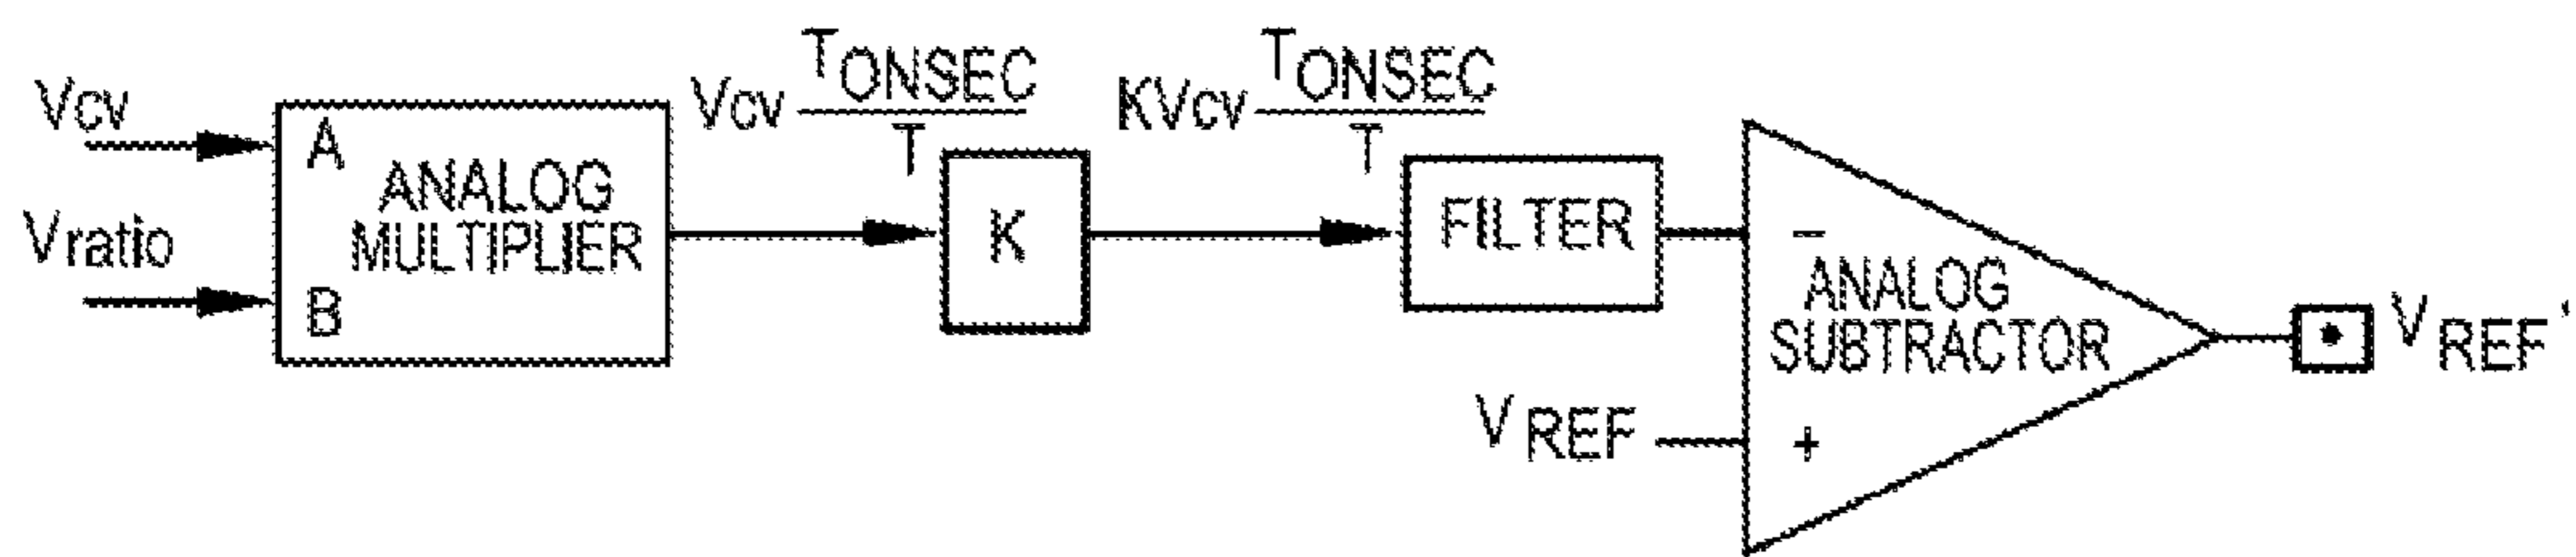 Vcv
A
ANALOG
MULTIPLIER
Vratio
B
Vcv TONSEC
T
K
KVcv TONSEC
T
FILTER
-
ANALOG
SUBTRACTOR
VREF
+
VREF'